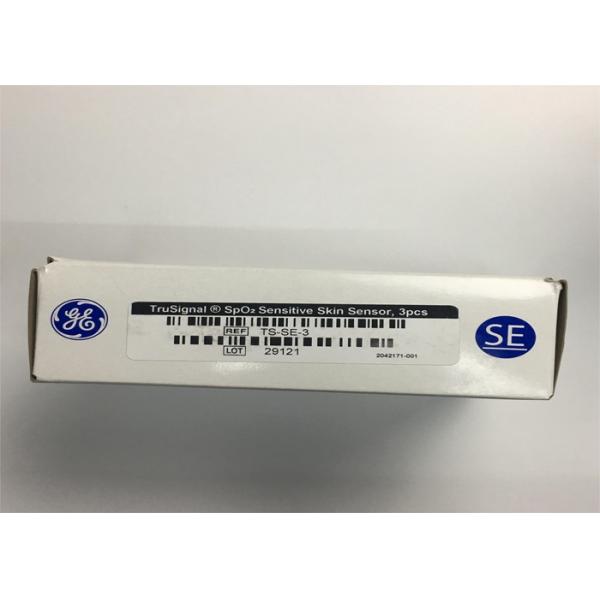 GE
TruSignal ® SpO₂ Sensitive Skin Sensor, 3pcs
REF TS-SE-3
LOT 29121
2042171-001
SE